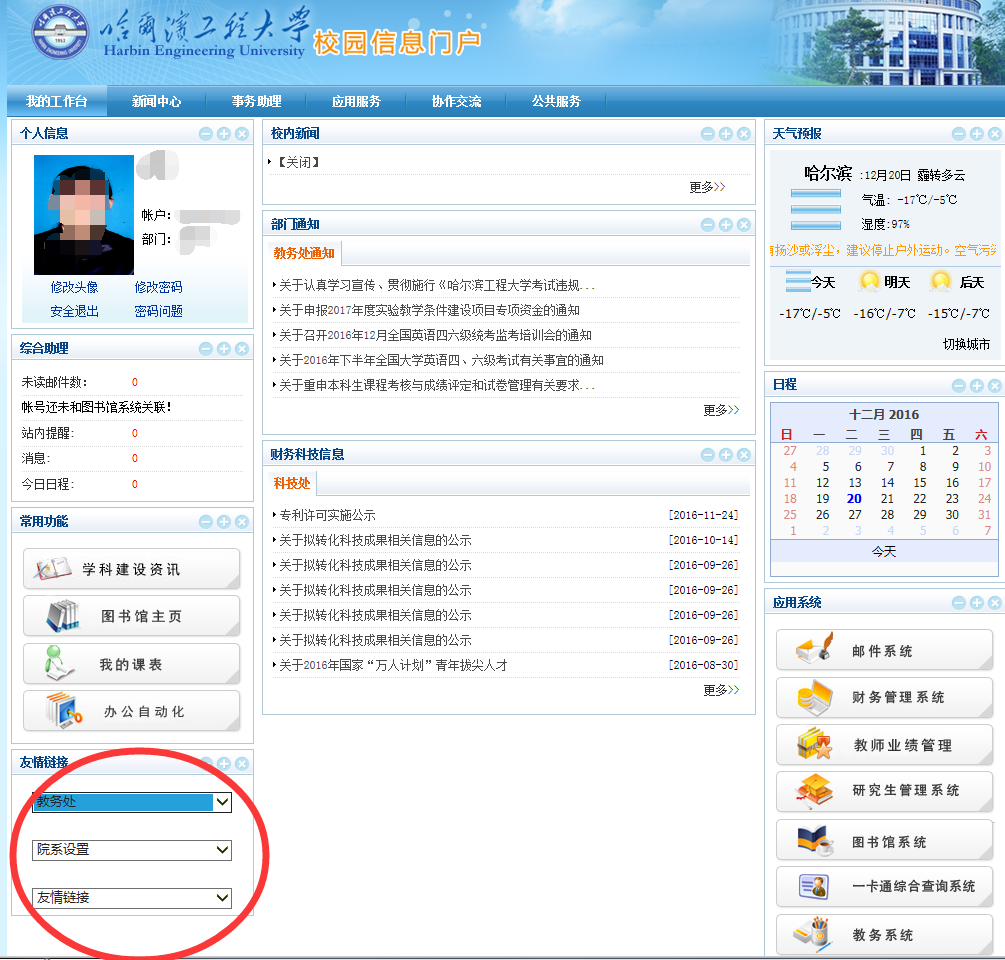 哈尔滨工程大学
Harbin Engineering University
校园信息门户
我的工作台 新闻中心 事务助理 应用服务 协作交流 公共服务
个人信息
帐户：
部门：
修改头像 修改密码
安全退出 密码问题
综合助理
未读邮件数： 0
帐号还未和图书馆系统关联！
站内提醒： 0
消息： 0
今日日程： 0
常用功能
学科建设资讯
图书馆主页
我的课表
办公自动化
友情链接
教务处
院系设置
友情链接
校内新闻
【关闭】
更多>>
部门通知
教务处通知
关于认真学习宣传、贯彻施行《哈尔滨工程大学考试违规...
关于申报2017年度实验教学条件建设项目专项资金的通知
关于召开2016年12月全国英语四六级统考监考培训会的通知
关于2016年下半年全国大学英语四、六级考试有关事宜的通知
关于重申本科生课程考核与成绩评定和试卷管理有关要求...
更多>>
财务科技信息
科技处
专利许可实施公示 [2016-11-24]
关于拟转化科技成果相关信息的公示 [2016-10-14]
关于拟转化科技成果相关信息的公示 [2016-09-26]
关于拟转化科技成果相关信息的公示 [2016-09-26]
关于拟转化科技成果相关信息的公示 [2016-09-26]
关于拟转化科技成果相关信息的公示 [2016-09-26]
关于2016年国家“万人计划”青年拔尖人才 [2016-08-30]
更多>>
天气预报
哈尔滨 :12月20日 霾转多云
气温: -17℃/-5℃
湿度:97%
扬沙或浮尘，建议停止户外运动。空气污
今天 明天 后天
-17℃/-5℃ -16℃/-7℃ -15℃/-7℃
切换城市
日程
十二月 2016
日 一 二 三 四 五 六
27 28 29 30 1 2 3
4 5 6 7 8 9 10
11 12 13 14 15 16 17
18 19 20 21 22 23 24
25 26 27 28 29 30 31
1 2 3 4 5 6 7
今天
应用系统
邮件系统
财务管理系统
教师业绩管理
研究生管理系统
图书馆系统
一卡通综合查询系统
教务系统